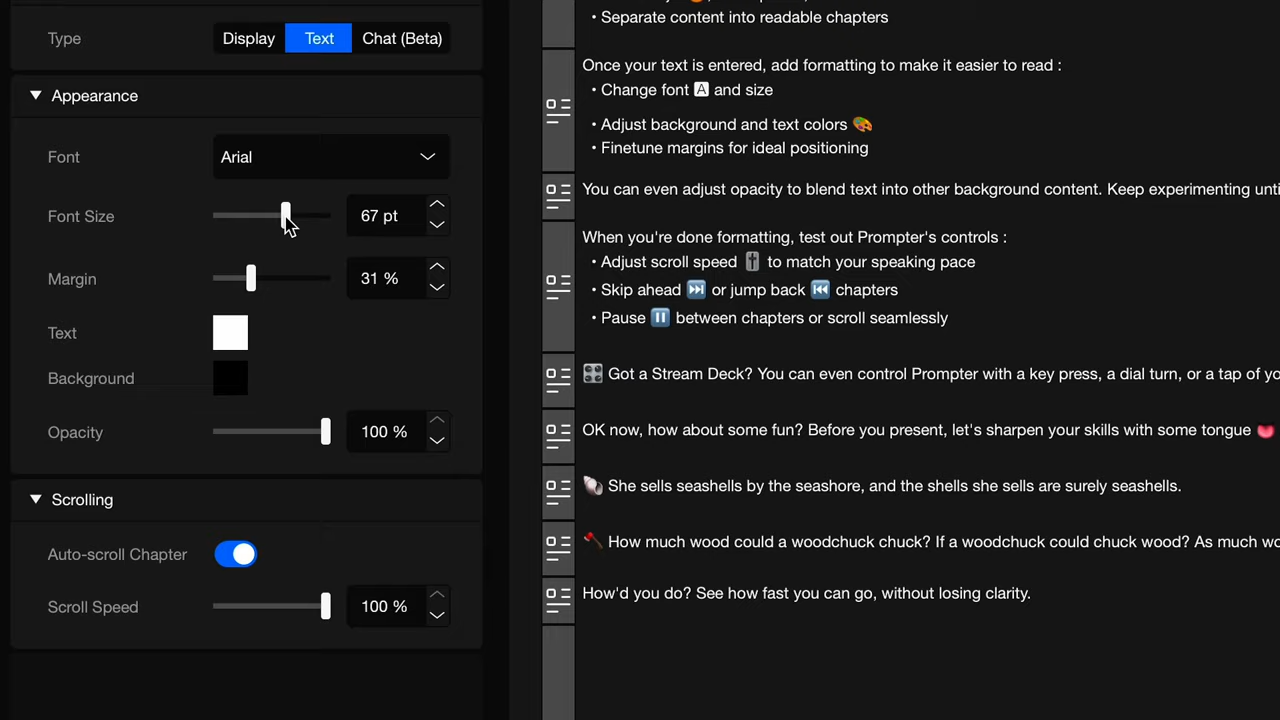 Type
Display
Text
Chat (Beta)
Appearance
Font
Arial
Font Size
67 pt
Margin
31 %
Text
Background
Opacity
100 %
Scrolling
Auto-scroll Chapter
Scroll Speed
100 %
• Separate content into readable chapters
Once your text is entered, add formatting to make it easier to read :
• Change font 🅰 and size
• Adjust background and text colors 🎨
• Finetune margins for ideal positioning
You can even adjust opacity to blend text into other background content. Keep experimenting
When you're done formatting, test out Prompter's controls :
• Adjust scroll speed to match your speaking pace
• Skip ahead ⏭ or jump back ⏮ chapters
• Pause ⏸ between chapters or scroll seamlessly
🎛 Got a Stream Deck? You can even control Prompter with a key press, a dial turn, or a tap of
OK now, how about some fun? Before you present, let's sharpen your skills with some tongue 👅
🐚 She sells seashells by the seashore, and the shells she sells are surely seashells.
🪓 How much wood could a woodchuck chuck? If a woodchuck could chuck wood? As much
How'd you do? See how fast you can go, without losing clarity.